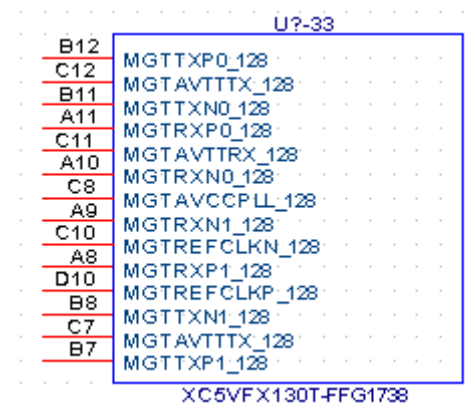 U?-33
B12 MGTTXP0_128
C12 MGTAVTTTX_128
B11 MGTTXN0_128
A11 MGTRXP0_128
C11 MGTAVTTRX_128
A10 MGTRXN0_128
C8 MGTAVCCPLL_128
A9 MGTRXN1_128
C10 MGTREFCLKN_128
A8 MGTRXP1_128
D10 MGTREFCLKP_128
B8 MGTTXN1_128
C7 MGTAVTTTX_128
B7 MGTTXP1_128
XC5VFX130T-FFG1738